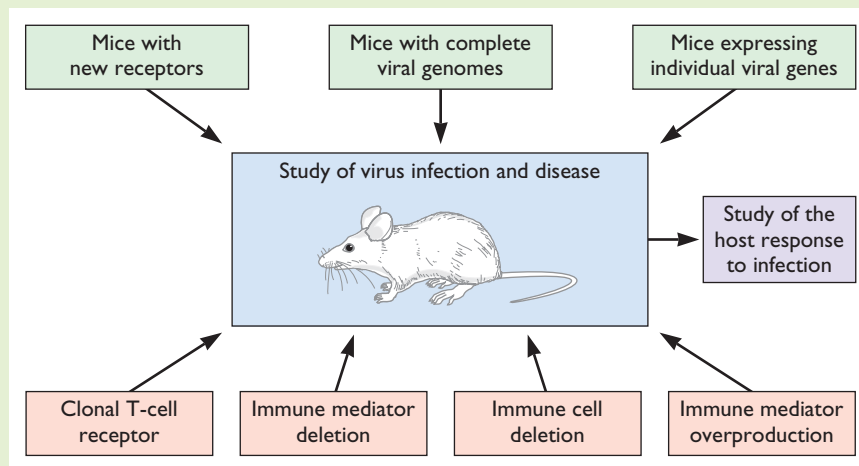 Mice with
new receptors
Mice with complete
viral genomes
Mice expressing
individual viral genes
Study of virus infection and disease
Study of the
host response
to infection
Clonal T-cell
receptor
Immune mediator
deletion
Immune cell
deletion
Immune mediator
overproduction